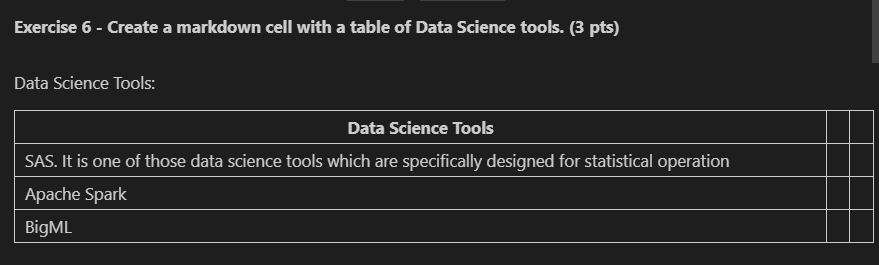 Exercise 6 - Create a markdown cell with a table of Data Science tools. (3 pts)
Data Science Tools:
Data Science Tools
SAS. It is one of those data science tools which are specifically designed for statistical operation
Apache Spark
BigML